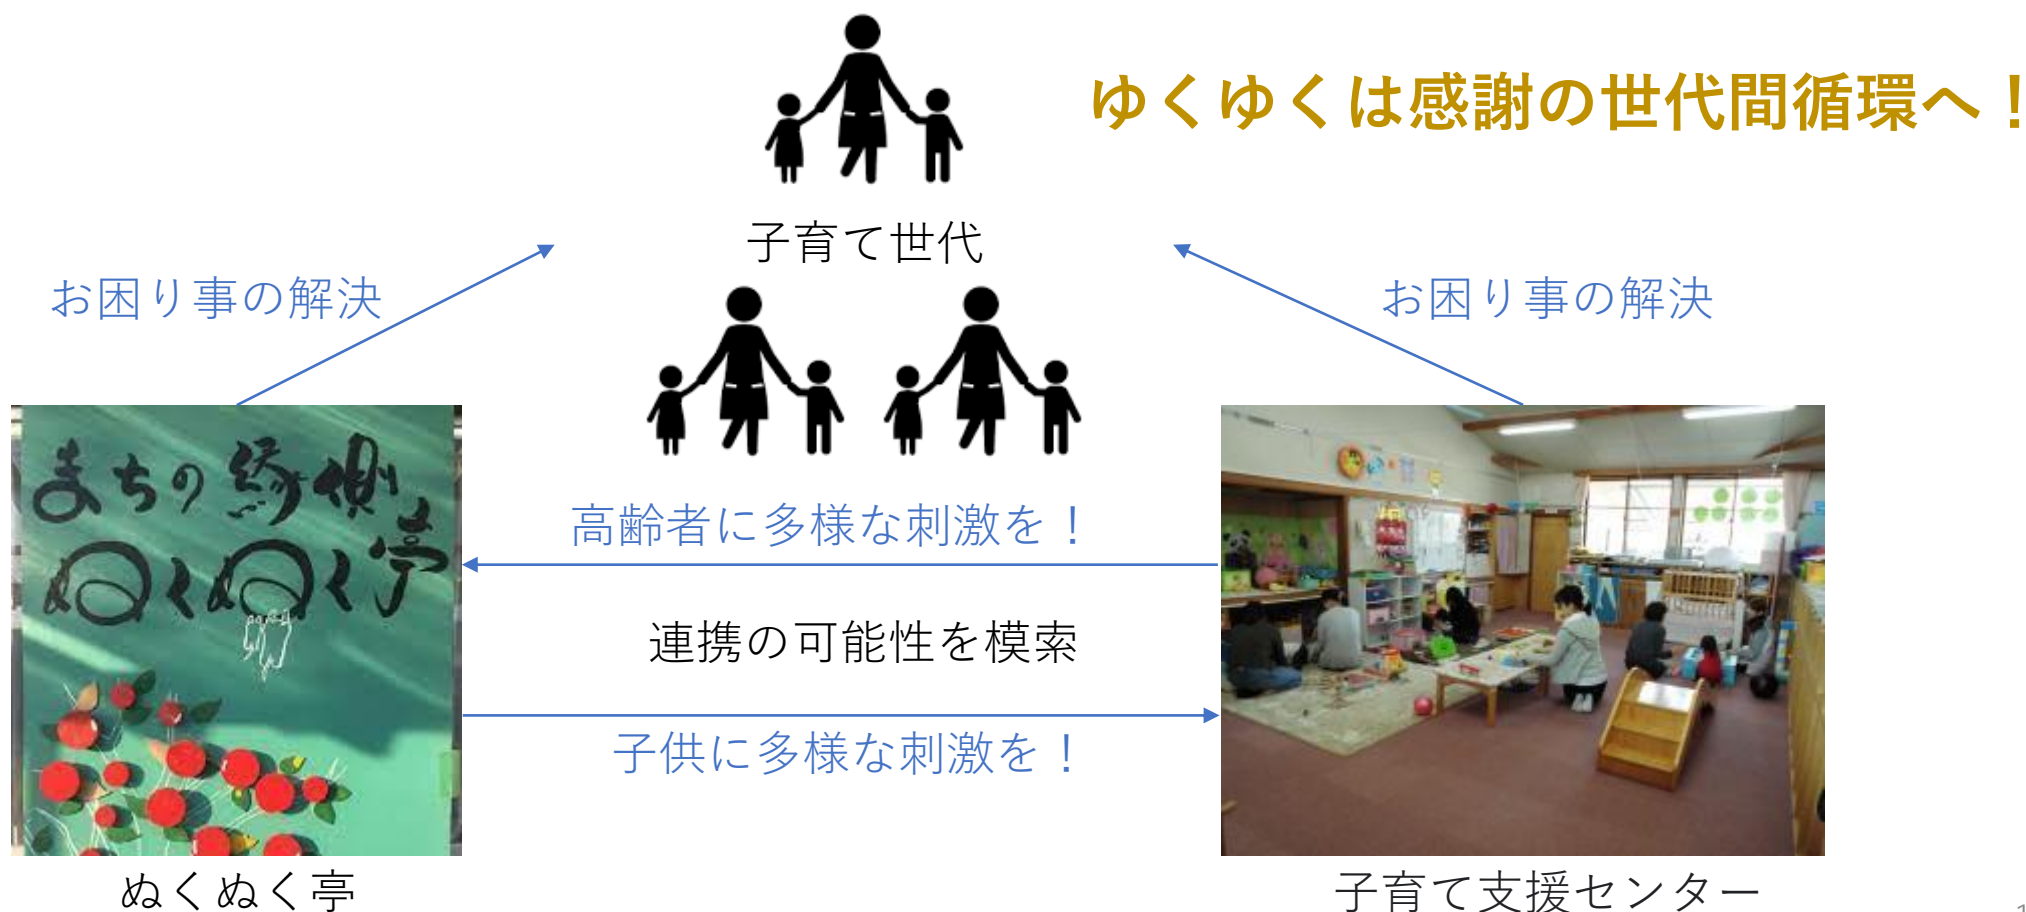 ゆくゆくは感謝の世代間循環へ！
子育て世代
お困り事の解決
お困り事の解決
まちの縁側
ぬくぬく亭
高齢者に多様な刺激を！
連携の可能性を模索
子供に多様な刺激を！
ぬくぬく亭
子育て支援センター